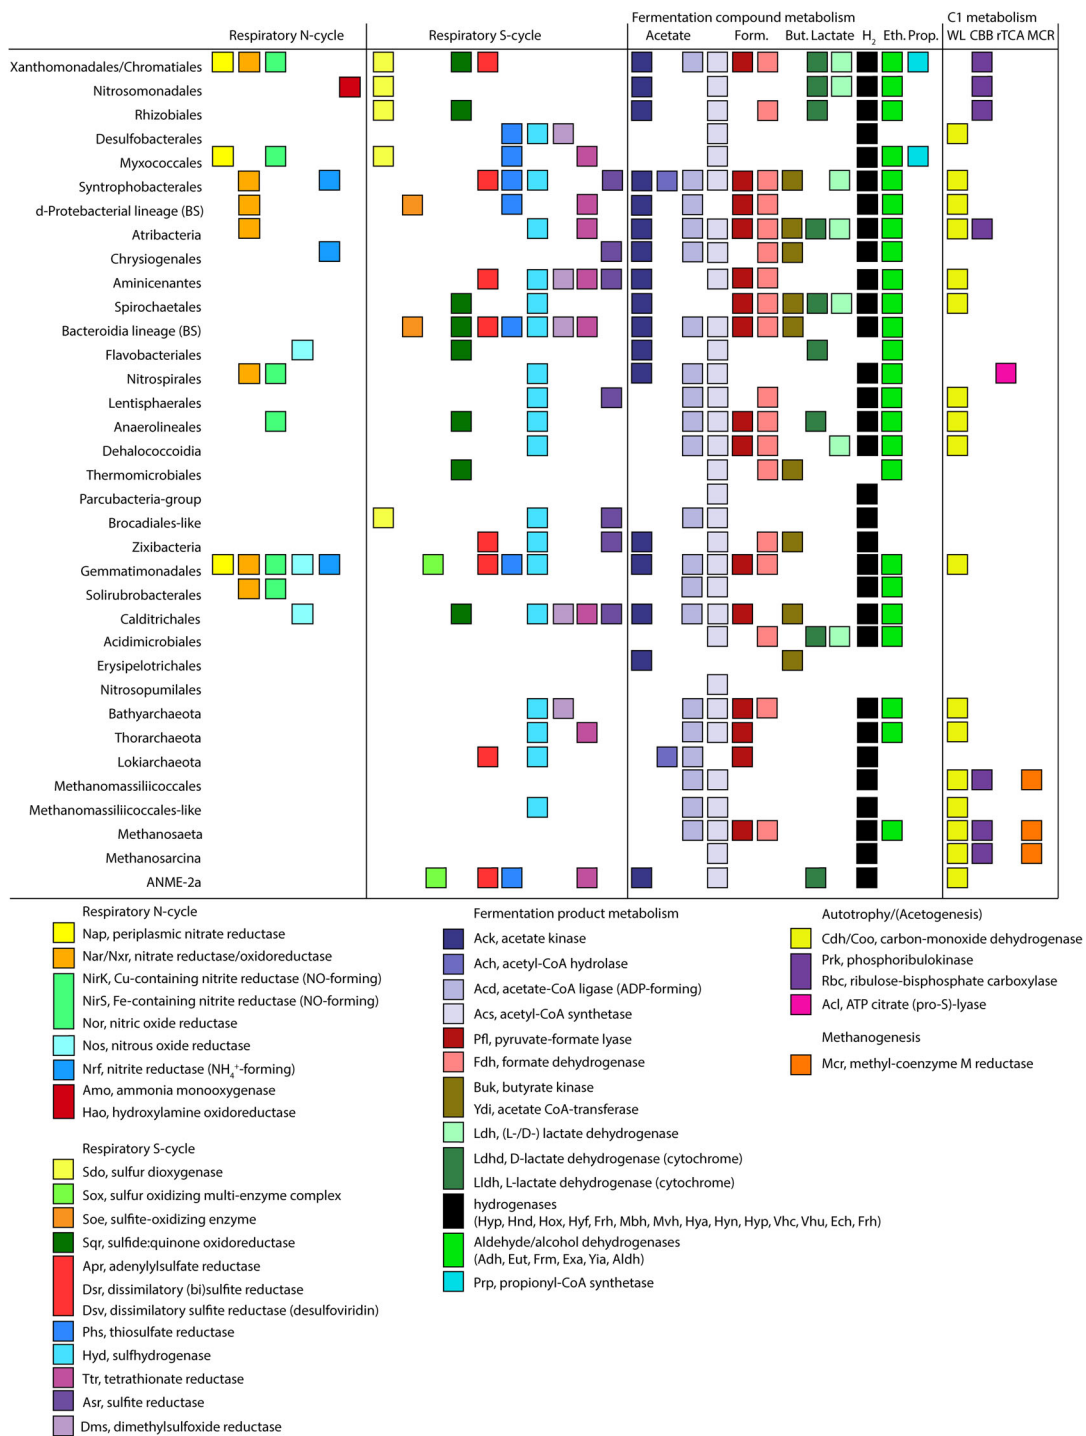 Fermentation compound metabolism
C1 metabolism
Respiratory N-cycle
Respiratory S-cycle
Acetate Form. But. Lactate H2 Eth. Prop. WL CBB rTCA MCR
Xanthomonadales/Chromatiales
Nitrosomonadales
Rhizobiales
Desulfobacterales
Myxococcales
Syntrophobacterales
d-Protebacterial lineage (BS)
Atribacteria
Chrysiogenales
Aminicenantes
Spirochaetales
Bacteroidia lineage (BS)
Flavobacteriales
Nitrospirales
Lentisphaerales
Anaerolineales
Dehalococcoidia
Thermomicrobiales
Parcubacteria-group
Brocadiales-like
Zixibacteria
Gemmatimonadales
Solirubrobacterales
Calditrichales
Acidimicrobiales
Erysipelotrichales
Nitrosopumilales
Bathyarchaeota
Thorarchaeota
Lokiarchaeota
Methanomassiliicoccales
Methanomassiliicoccales-like
Methanosaeta
Methanosarcina
ANME-2a
Respiratory N-cycle
Nap, periplasmic nitrate reductase
Nar/Nxr, nitrate reductase/oxidoreductase
NirK, Cu-containing nitrite reductase (NO-forming)
NirS, Fe-containing nitrite reductase (NO-forming)
Nor, nitric oxide reductase
Nos, nitrous oxide reductase
Nrf, nitrite reductase (NH4+-forming)
Amo, ammonia monooxygenase
Hao, hydroxylamine oxidoreductase
Respiratory S-cycle
Sdo, sulfur dioxygenase
Sox, sulfur oxidizing multi-enzyme complex
Soe, sulfite-oxidizing enzyme
Sqr, sulfide:quinone oxidoreductase
Apr, adenylylsulfate reductase
Dsr, dissimilatory (bi)sulfite reductase
Dsv, dissimilatory sulfite reductase (desulfoviridin)
Phs, thiosulfate reductase
Hyd, sulfhydrogenase
Ttr, tetrathionate reductase
Asr, sulfite reductase
Dms, dimethylsulfoxide reductase
Fermentation product metabolism
Ack, acetate kinase
Ach, acetyl-CoA hydrolase
Acd, acetate-CoA ligase (ADP-forming)
Acs, acetyl-CoA synthetase
Pfl, pyruvate-formate lyase
Fdh, formate dehydrogenase
Buk, butyrate kinase
Ydi, acetate CoA-transferase
Ldh, (L-/D-) lactate dehydrogenase
Ldhd, D-lactate dehydrogenase (cytochrome)
Lldh, L-lactate dehydrogenase (cytochrome)
hydrogenases
(Hyp, Hnd, Hox, Hyf, Frh, Mbh, Mvh, Hya, Hyn, Hyp, Vhc, Vhu, Ech, Frh)
Aldehyde/alcohol dehydrogenases
(Adh, Eut, Frm, Exa, Yia, Aldh)
Prp, propionyl-CoA synthetase
Autotrophy/(Acetogenesis)
Cdh/Coo, carbon-monoxide dehydrogenase
Prk, phosphoribulokinase
Rbc, ribulose-bisphosphate carboxylase
Acl, ATP citrate (pro-S)-lyase
Methanogenesis
Mcr, methyl-coenzyme M reductase